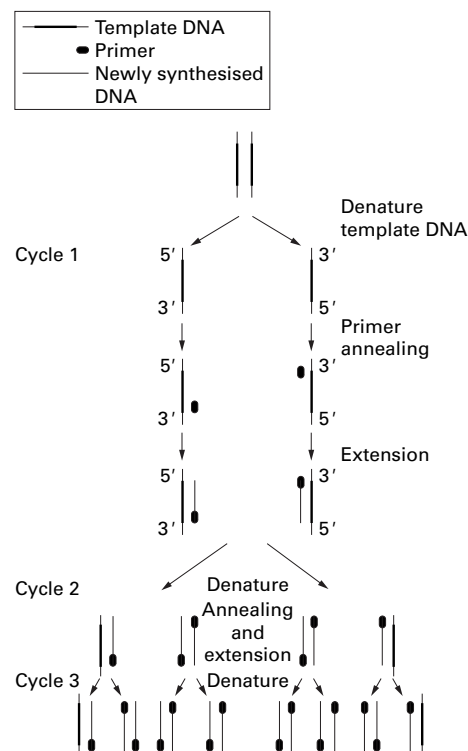 Template DNA
Primer
Newly synthesised
DNA
Denature
template DNA
Cycle 1
5′ 3′
3′ 5′
Primer
annealing
5′ 3′
3′ 5′
Extension
5′ 3′
3′ 5′
Cycle 2
Denature
Annealing
and
extension
Cycle 3 Denature